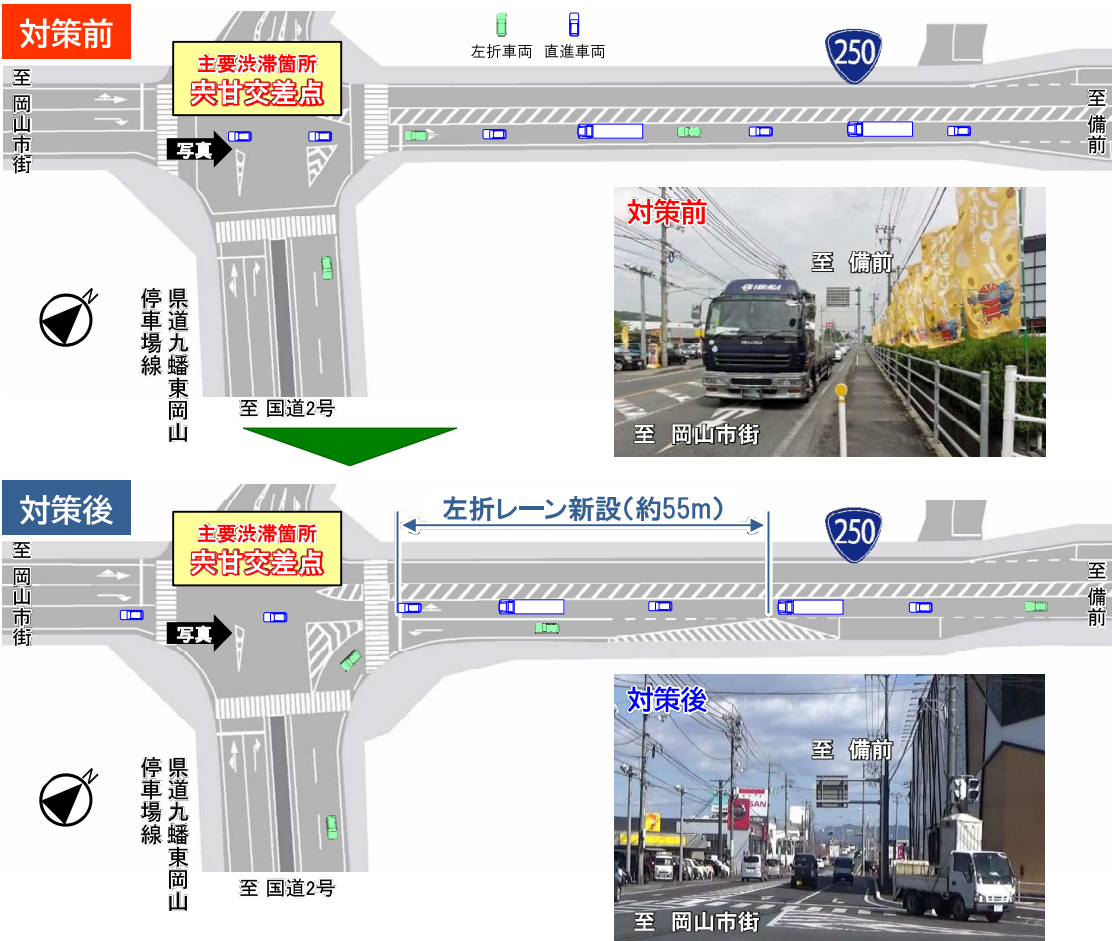 対策前
左折車両
直進車両
250
主要渋滞箇所
宍甘交差点
至 岡山市街
至 備前
写真
県道九蟠東岡山
停車場線
N
至 国道2号
対策前
至 備前
至 岡山市街
HIRAGA
ISUZU
対策後
左折レーン新設(約55m)
250
主要渋滞箇所
宍甘交差点
至 岡山市街
至 備前
写真
県道九蟠東岡山
停車場線
N
至 国道2号
対策後
至 備前
至 岡山市街